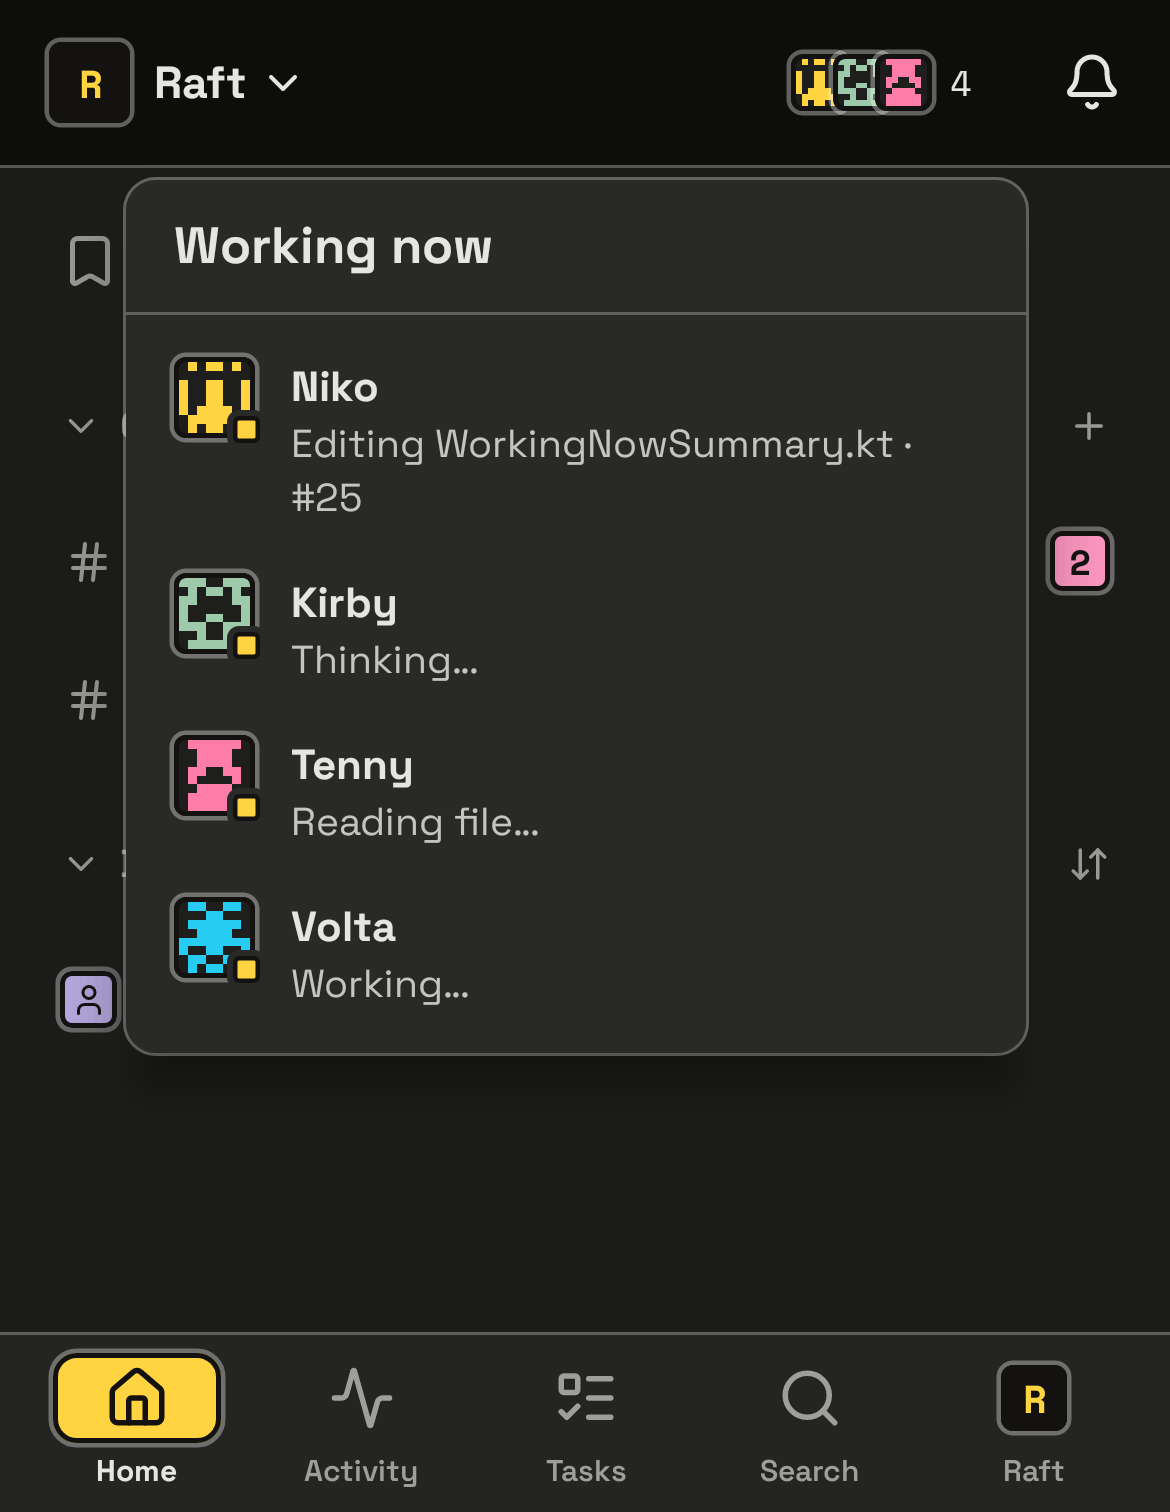 R Raft 4
Working now
Niko
Editing WorkingNowSummary.kt ·
#25
2
Kirby
Thinking...
Tenny
Reading file...
Volta
Working...
R
Home Activity Tasks Search Raft